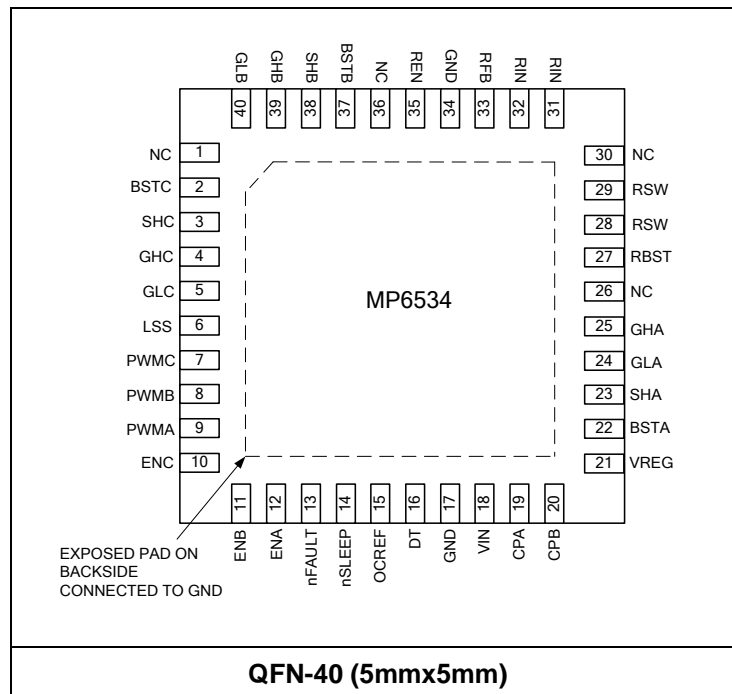 GLB
GHB
SHB
BSTB
NC
REN
GND
RFB
RIN
RIN
40
39
38
37
36
35
34
33
32
31
NC 1
BSTC 2
SHC 3
GHC 4
GLC 5
LSS 6
PWMC 7
PWMB 8
PWMA 9
ENC 10
MP6534
30 NC
29 RSW
28 RSW
27 RBST
26 NC
25 GHA
24 GLA
23 SHA
22 BSTA
21 VREG
11
12
13
14
15
16
17
18
19
20
ENB
ENA
nFAULT
nSLEEP
OCREF
DT
GND
VIN
CPA
CPB
EXPOSED PAD ON
BACKSIDE
CONNECTED TO GND
QFN-40 (5mmx5mm)